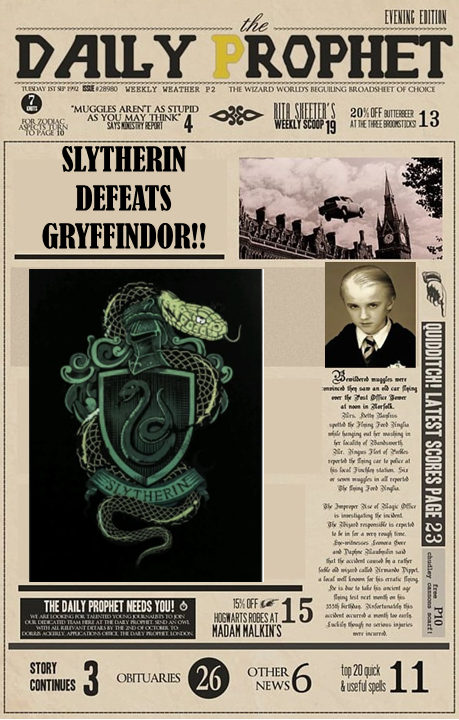 EVENING EDITION
the
DAILY PROPHET
TUESDAY 1ST SEP 1992 ISSUE #28980 WEEKLY WEATHER P2 THE WIZARD WORLD'S BEGUILING BROADSHEET OF CHOICE
7
KNUTS
FOR ZODIAC
ASPECTS TURN
TO PAGE 10
"MUGGLES AREN'T AS STUPID
AS YOU MAY THINK"
SAYS MINISTRY REPORT 4
RITA SKEETER'S
WEEKLY SCOOP 19
20% OFF BUTTERBEER
AT THE THREE BROOMSTICKS! 13
SLYTHERIN
DEFEATS
GRYFFINDOR!!
SLYTHERIN
Bewildered muggles were
convinced they saw an old car flying
over the Post Office Tower
at noon in Norfolk.
Mrs. Hetty Bayliss
spotted the Flying Ford Anglia
while hanging out her washing in
her locality of Wandsworth.
Mr. Angus Fleet of Peebles
reported the flying car to police at
his local Finchley station. Six
or seven muggles in all reported
the flying Ford Anglia.
The Improper Use of Magic Office
is investigating the incident.
The Wizard responsible is expected
to be in for a very rough time.
Eye-witnesses Leonora Gore
and Daphne
that the accident caused by a rather
feeble old wizard called Armando Dippet,
a local well known for his erratic flying.
He is due to take his ancient age
flying test next month on his
355th birthday. Unfortunately this
accident occurred a month too early.
Luckily though no serious injuries
were incurred.
QUIDDITCH! LATEST SCORES PAGE 23
free P10
chudley cannons scarf!
THE DAILY PROPHET NEEDS YOU!
WE ARE LOOKING FOR TALENTED YOUNG JOURNALISTS TO JOIN
OUR DEDICATED TEAM HERE AT THE DAILY PROPHET. SEND AN OWL
WITH ALL RELEVANT DETAILS BY THE 2ND OF OCTOBER TO:
DORRIS ACKERLY, APPLICATIONS OFFICE, THE DAILY PROPHET, LONDON.
15% OFF
HOGWARTS ROBES AT
MADAM MALKIN'S 15
STORY
CONTINUES 3
OBITUARIES 26
OTHER
NEWS 6
top 20 quick
& useful spells 11